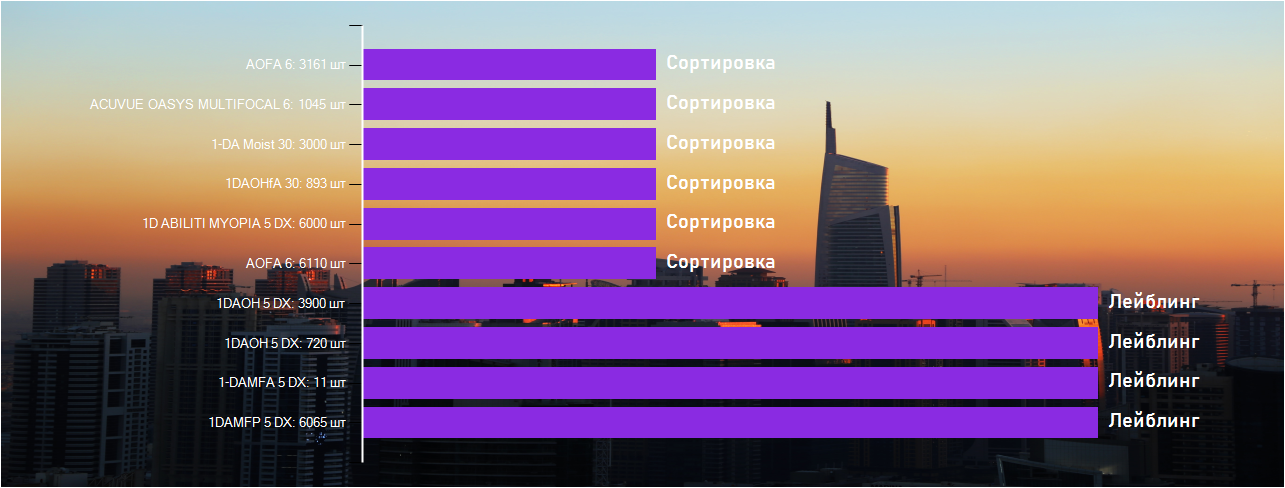 AOFA 6: 3161 шт Сортировка
ACUVUE OASYS MULTIFOCAL 6: 1045 шт Сортировка
1-DA Moist 30: 3000 шт Сортировка
1DAOHfA 30: 893 шт Сортировка
1D ABILITI MYOPIA 5 DX: 6000 шт Сортировка
AOFA 6: 6110 шт Сортировка
1DAOH 5 DX: 3900 шт Лейблинг
1DAOH 5 DX: 720 шт Лейблинг
1-DAMFA 5 DX: 11 шт Лейблинг
1DAMFP 5 DX: 6065 шт Лейблинг